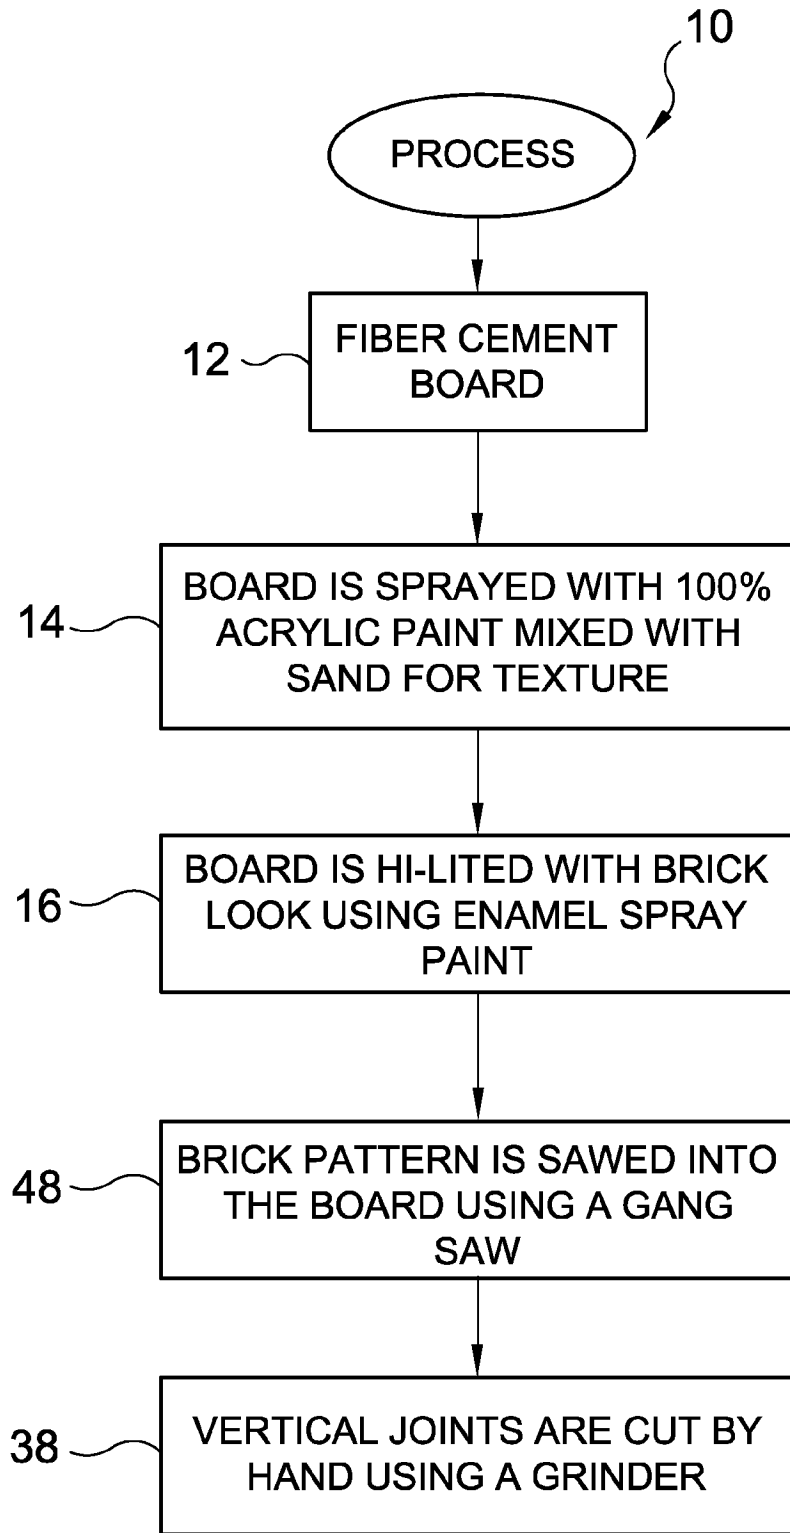 10
PROCESS
12
FIBER CEMENT
BOARD
14
BOARD IS SPRAYED WITH 100%
ACRYLIC PAINT MIXED WITH
SAND FOR TEXTURE
16
BOARD IS HI-LITED WITH BRICK
LOOK USING ENAMEL SPRAY
PAINT
48
BRICK PATTERN IS SAWED INTO
THE BOARD USING A GANG
SAW
38
VERTICAL JOINTS ARE CUT BY
HAND USING A GRINDER